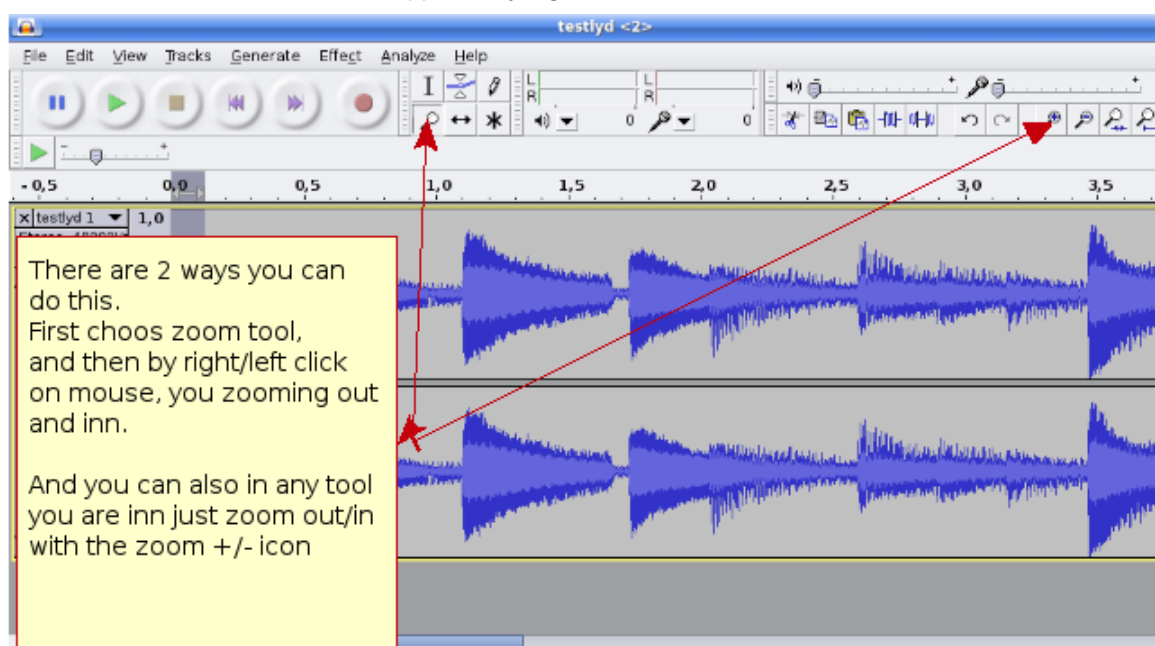 testlyd <2>
File Edit View Tracks Generate Effect Analyze Help
L
R
L
R
0
0
- 0,5 0,0 0,5 1,0 1,5 2,0 2,5 3,0 3,5
testlyd 1 1,0
There are 2 ways you can
do this.
First choos zoom tool,
and then by right/left click
on mouse, you zooming out
and inn.
And you can also in any tool
you are inn just zoom out/in
with the zoom +/- icon